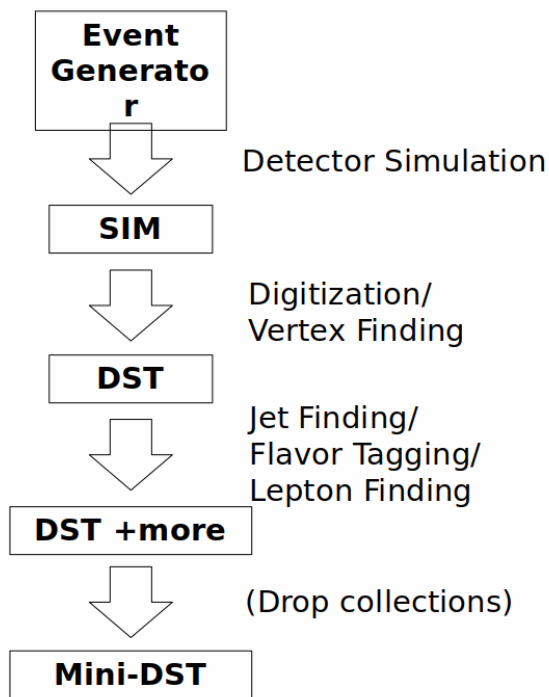 Event
Generato
r
Detector Simulation
SIM
Digitization/
Vertex Finding
DST
Jet Finding/
Flavor Tagging/
Lepton Finding
DST +more
(Drop collections)
Mini-DST